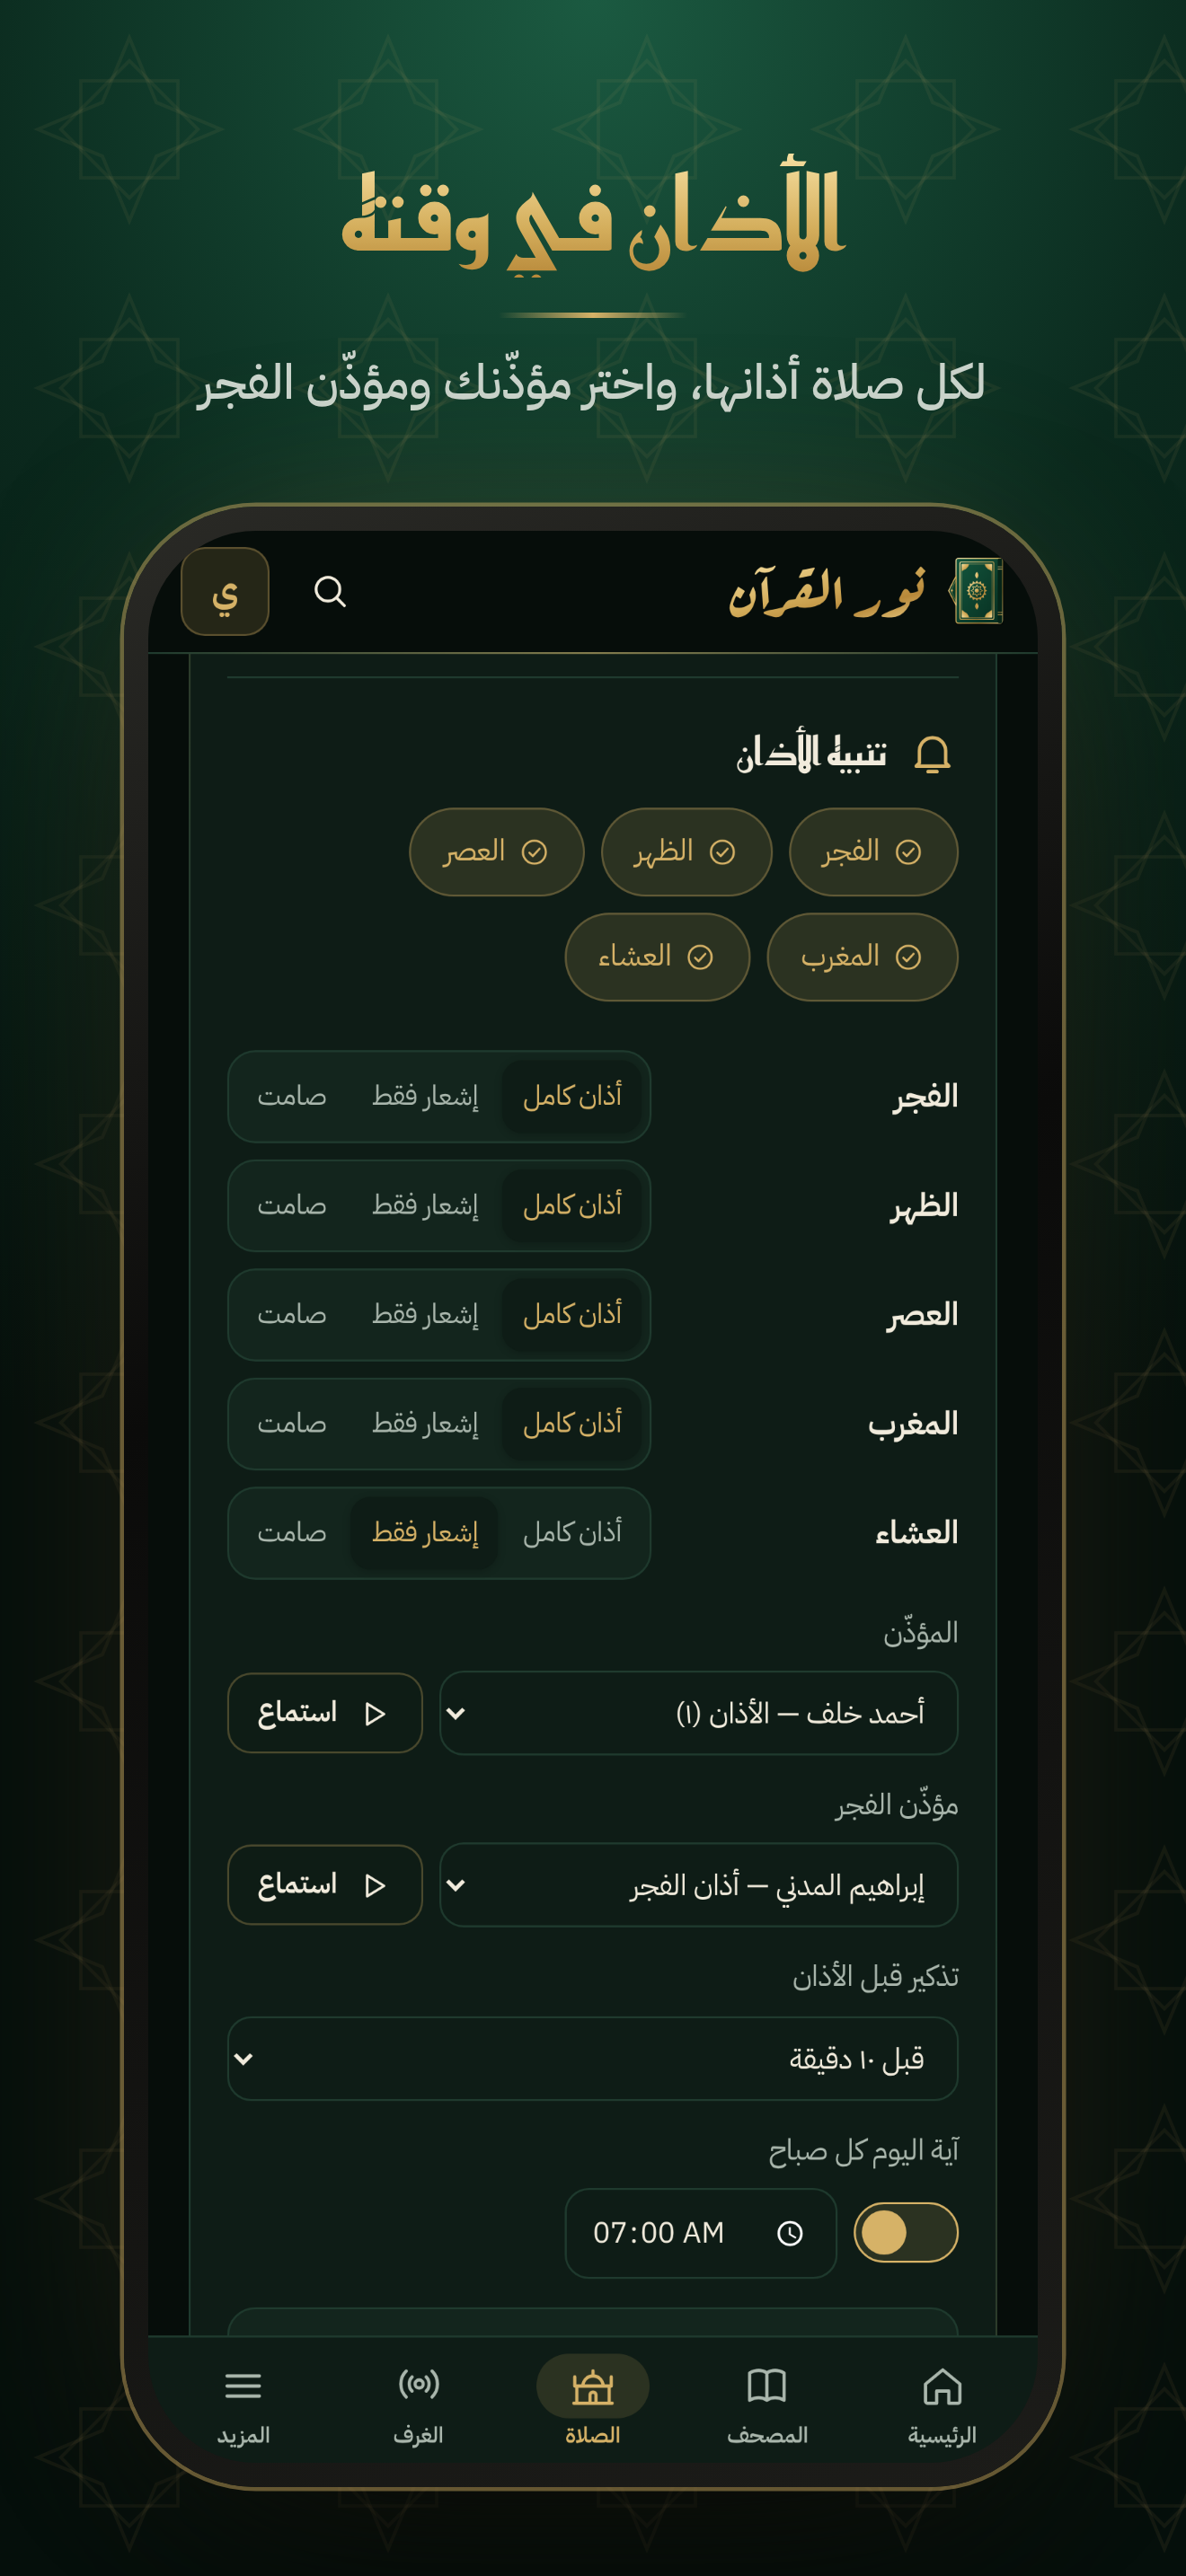 الأذان في وقته
لكل صلاة أذانها، واختر مؤذّنك ومؤذّن الفجر
نور القرآن
ي
تنبيه الأذان
الفجر الظهر العصر
المغرب العشاء
الفجر أذان كامل إشعار فقط صامت
الظهر أذان كامل إشعار فقط صامت
العصر أذان كامل إشعار فقط صامت
المغرب أذان كامل إشعار فقط صامت
العشاء أذان كامل إشعار فقط صامت
المؤذّن
أحمد خلف — الأذان (١) استماع
مؤذّن الفجر
إبراهيم المدني — أذان الفجر استماع
تذكير قبل الأذان
قبل ١٠ دقيقة
آية اليوم كل صباح
07:00 AM
الرئيسية المصحف الصلاة الغرف المزيد